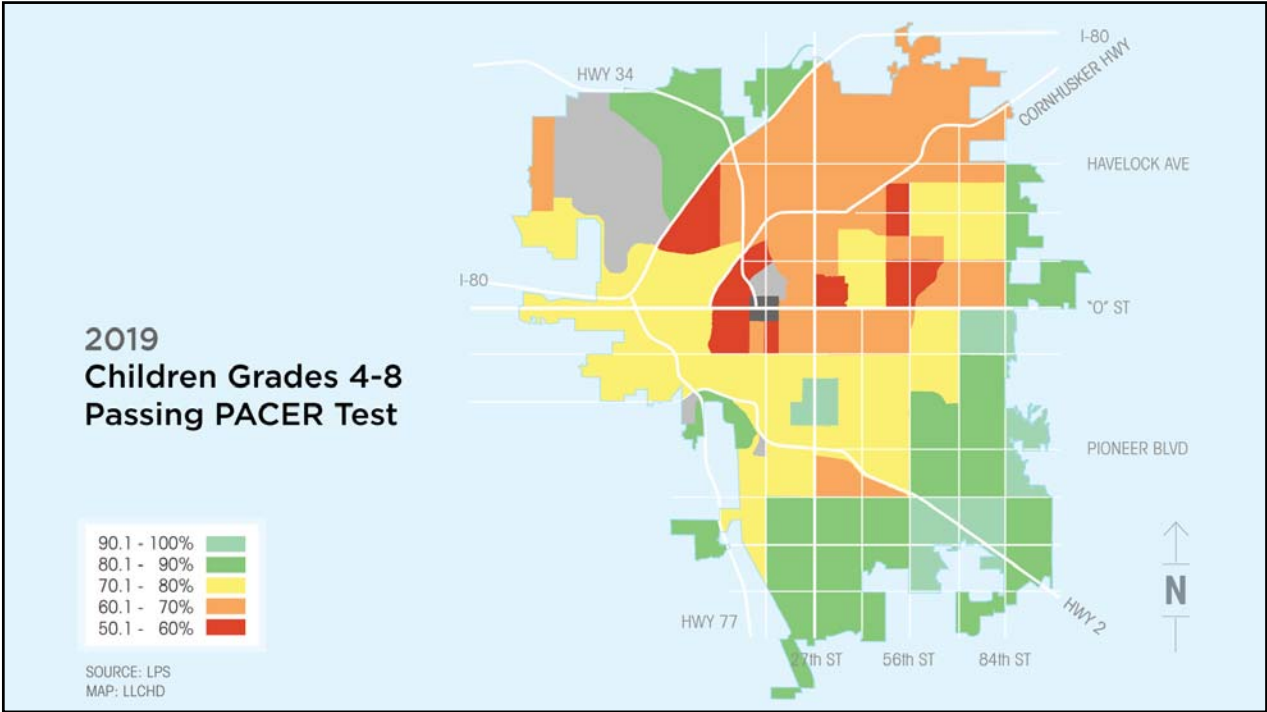 I-80
CORNHUSKER HWY
HWY 34
HAVELOCK AVE
I-80
"O" ST
2019
Children Grades 4-8
Passing PACER Test
PIONEER BLVD
90.1 - 100%
80.1 - 90%
70.1 - 80%
60.1 - 70%
50.1 - 60%
N
HWY 77
HWY 2
27th ST
56th ST
84th ST
SOURCE: LPS
MAP: LLCHD